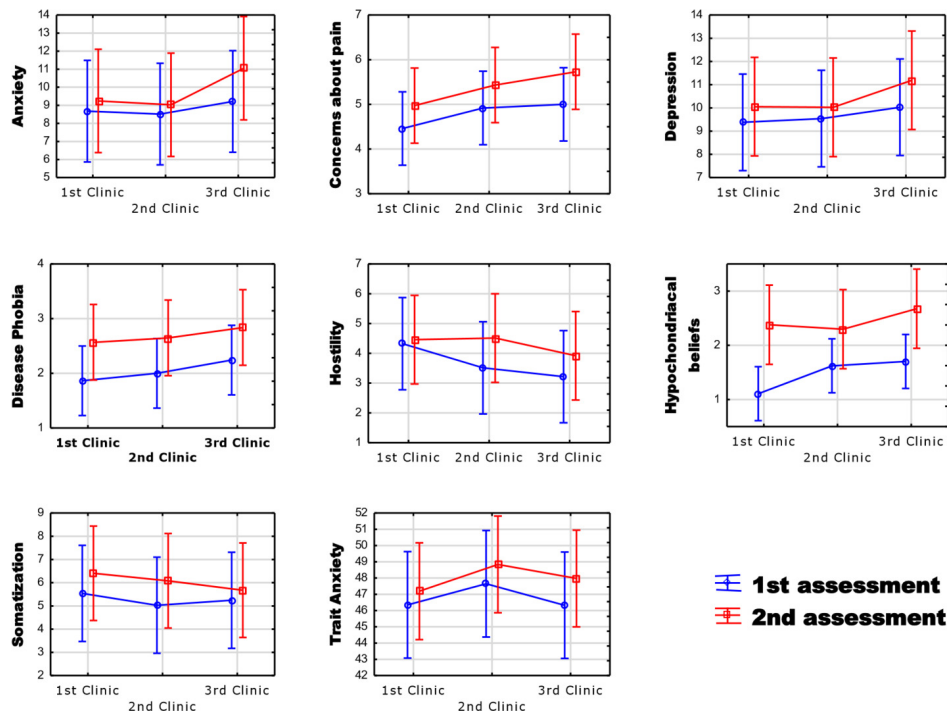 Anxiety
14
13
12
11
10
9
8
7
6
5
1st Clinic
3rd Clinic
2nd Clinic
Concerns about pain
7
6
5
4
3
1st Clinic
2nd Clinic
3rd Clinic
Depression
14
13
12
11
10
9
8
7
1st Clinic
3rd Clinic
2nd Clinic
Disease Phobia
4
3
2
1
1st Clinic
3rd Clinic
2nd Clinic
Hostility
7
6
5
4
3
2
1
1st Clinic
2nd Clinic
3rd Clinic
Hypochondriacal
beliefs
3
2
1
1st Clinic
3rd Clinic
2nd Clinic
Somatization
9
8
7
6
5
4
3
2
1st Clinic
3rd Clinic
2nd Clinic
Trait Anxiety
52
51
50
49
48
47
46
45
44
43
42
1st Clinic
3rd Clinic
2nd Clinic
1st assessment
2nd assessment